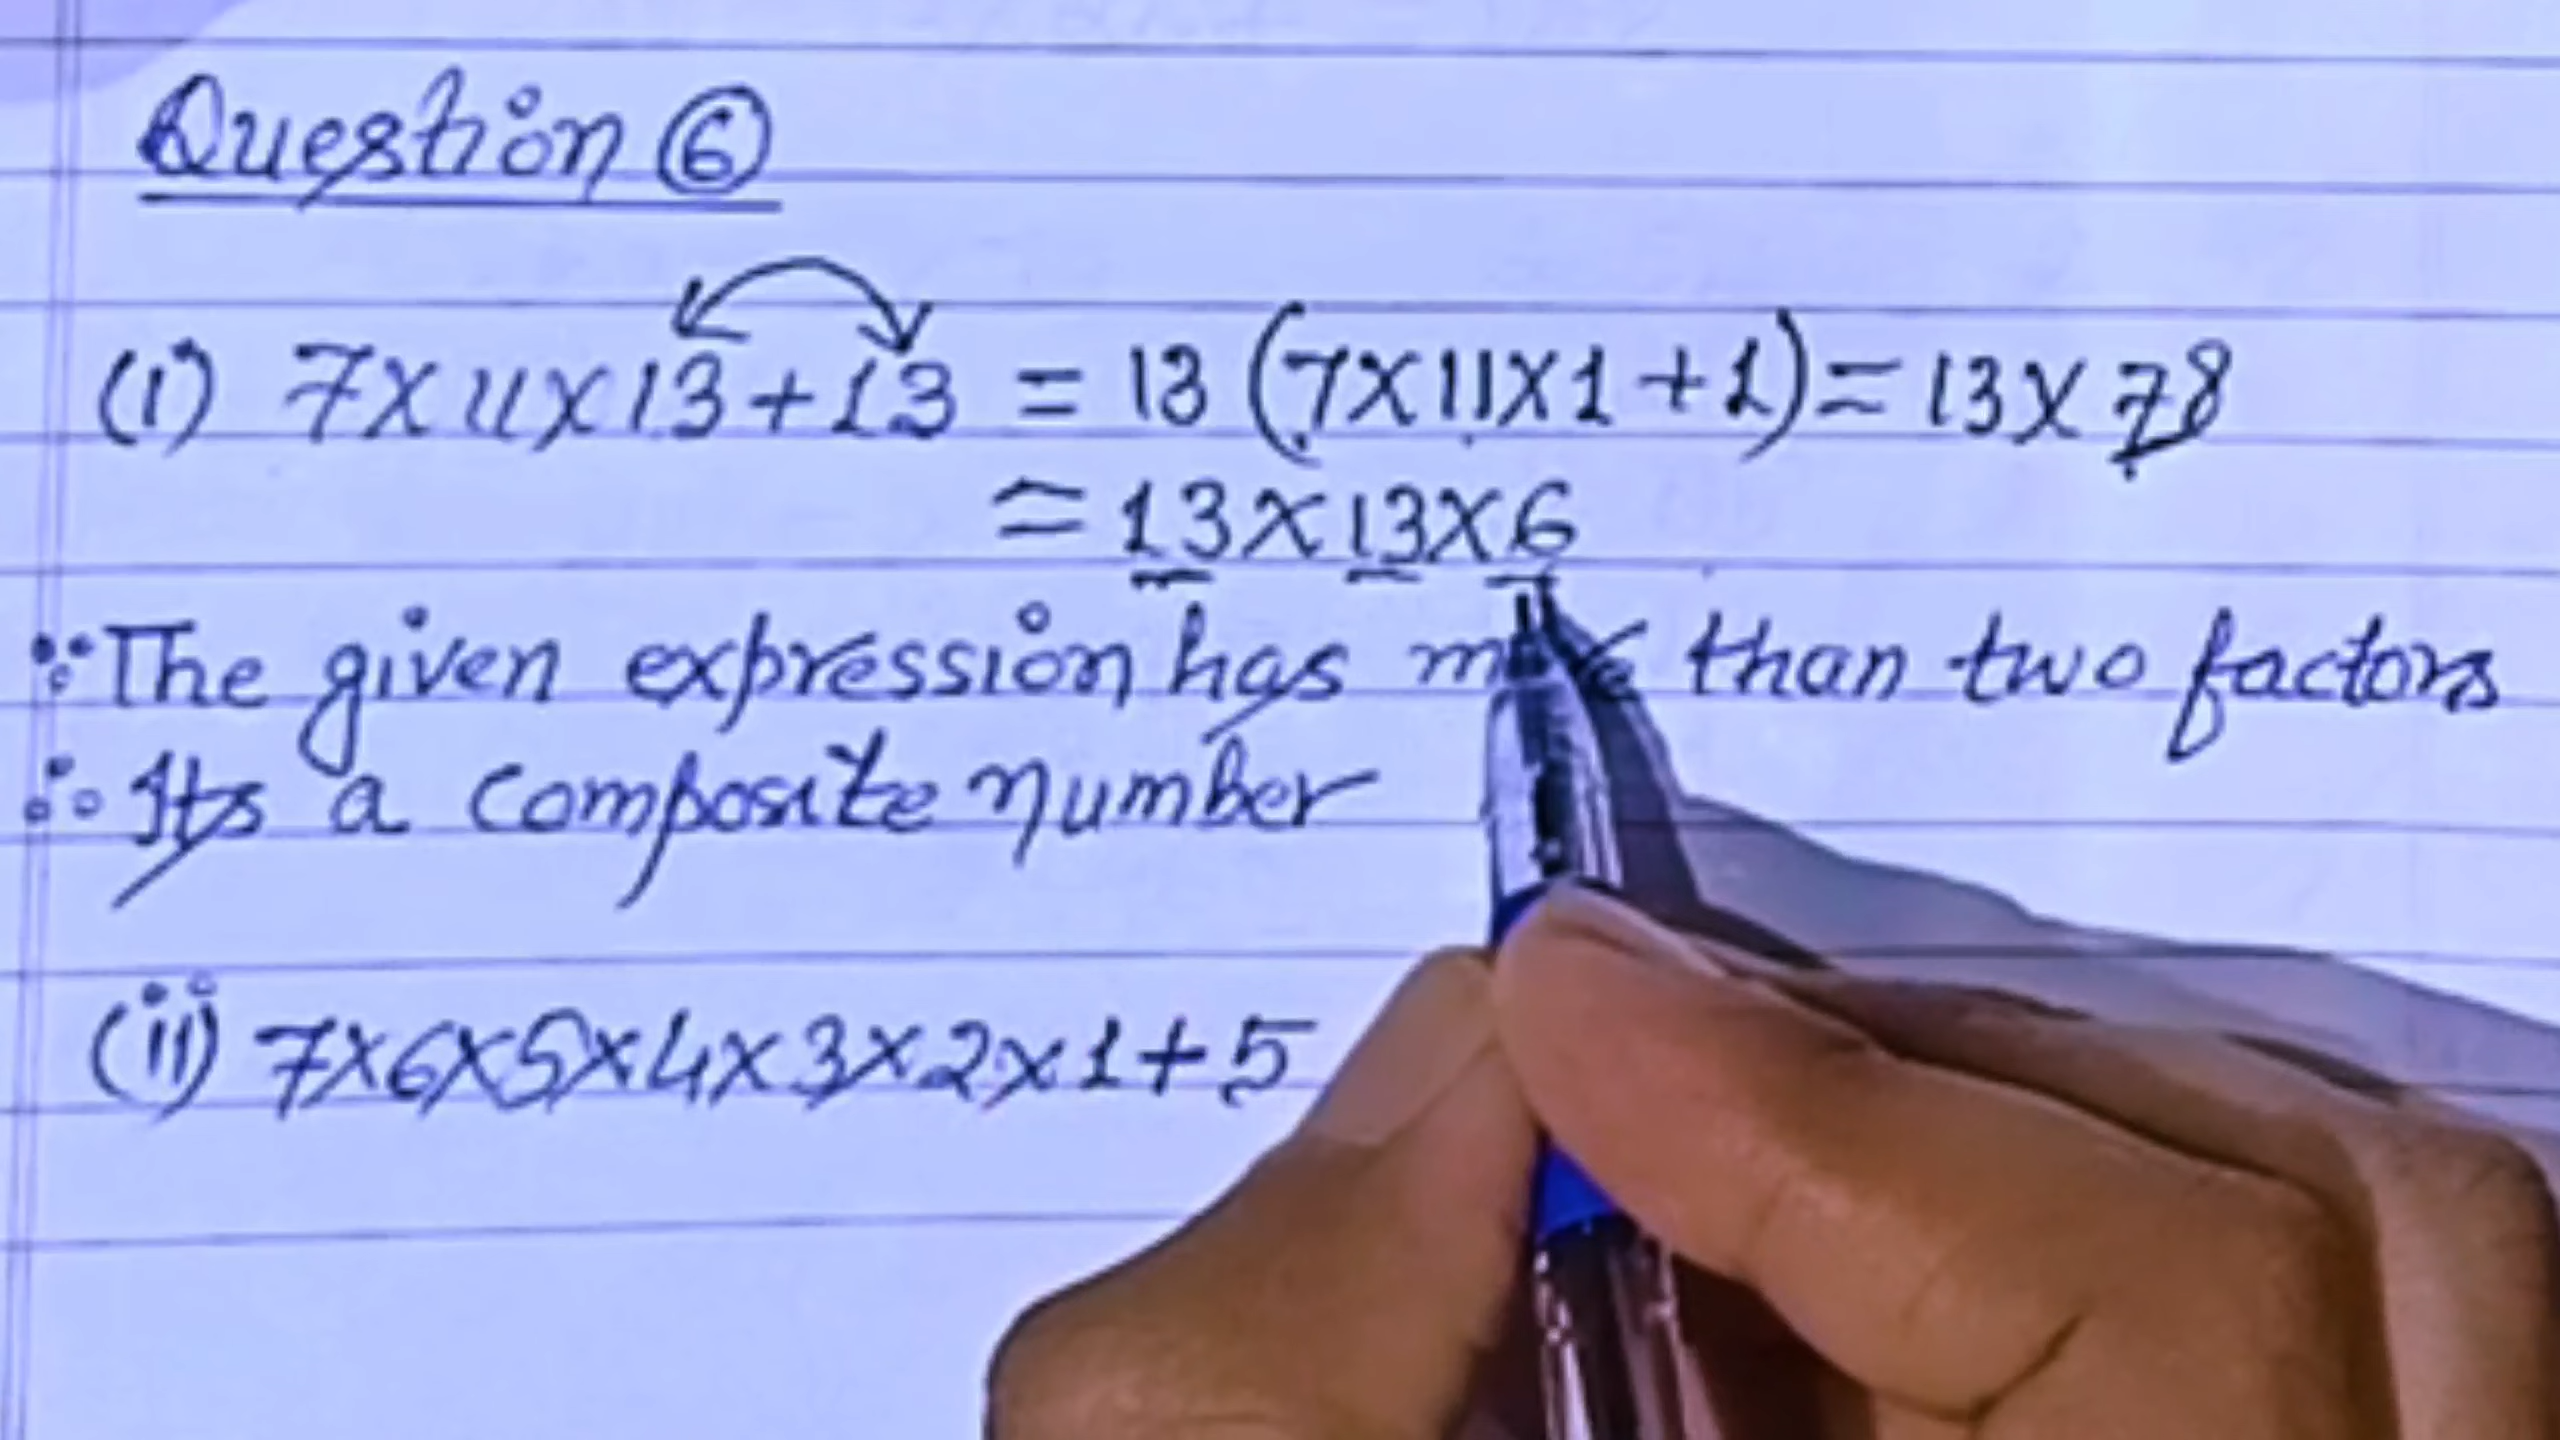 Question ⑥
(i) 7×11×13+13 = 13 (7×11×1+1) = 13×78
= 13×13×6
∵ The given expression has more than two factors
∴ Its a composite number
(ii) 7×6×5×4×3×2×1+5